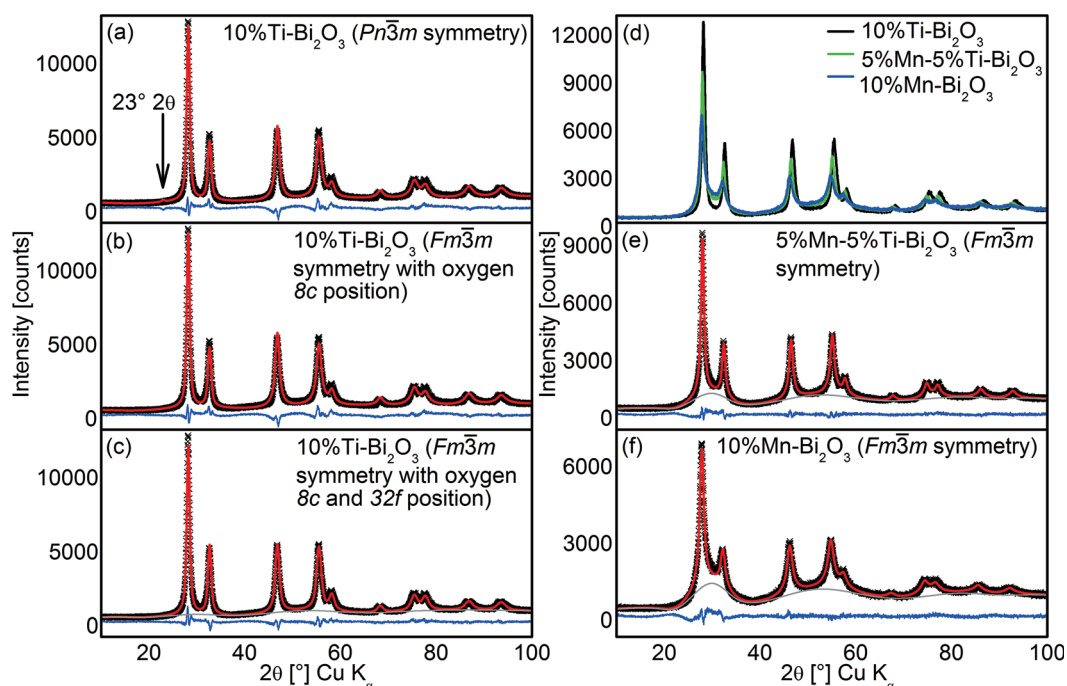 (a)
10%Ti-Bi₂O₃ (Pn3̅m symmetry)
10000
23° 2θ
5000
0
(b)
10%Ti-Bi₂O₃ (Fm3̅m
symmetry with oxygen
8c position)
10000
5000
0
(c)
10%Ti-Bi₂O₃ (Fm3̅m
symmetry with oxygen
8c and 32f position)
10000
5000
0
Intensity [counts]
20 40 60 80 100
2θ [°] Cu Kα
(d)
10%Ti-Bi₂O₃
5%Mn-5%Ti-Bi₂O₃
10%Mn-Bi₂O₃
12000
9000
6000
3000
0
(e)
5%Mn-5%Ti-Bi₂O₃ (Fm3̅m
symmetry)
9000
6000
3000
0
(f)
10%Mn-Bi₂O₃ (Fm3̅m symmetry)
6000
3000
0
Intensity [counts]
20 40 60 80 100
2θ [°] Cu Kα